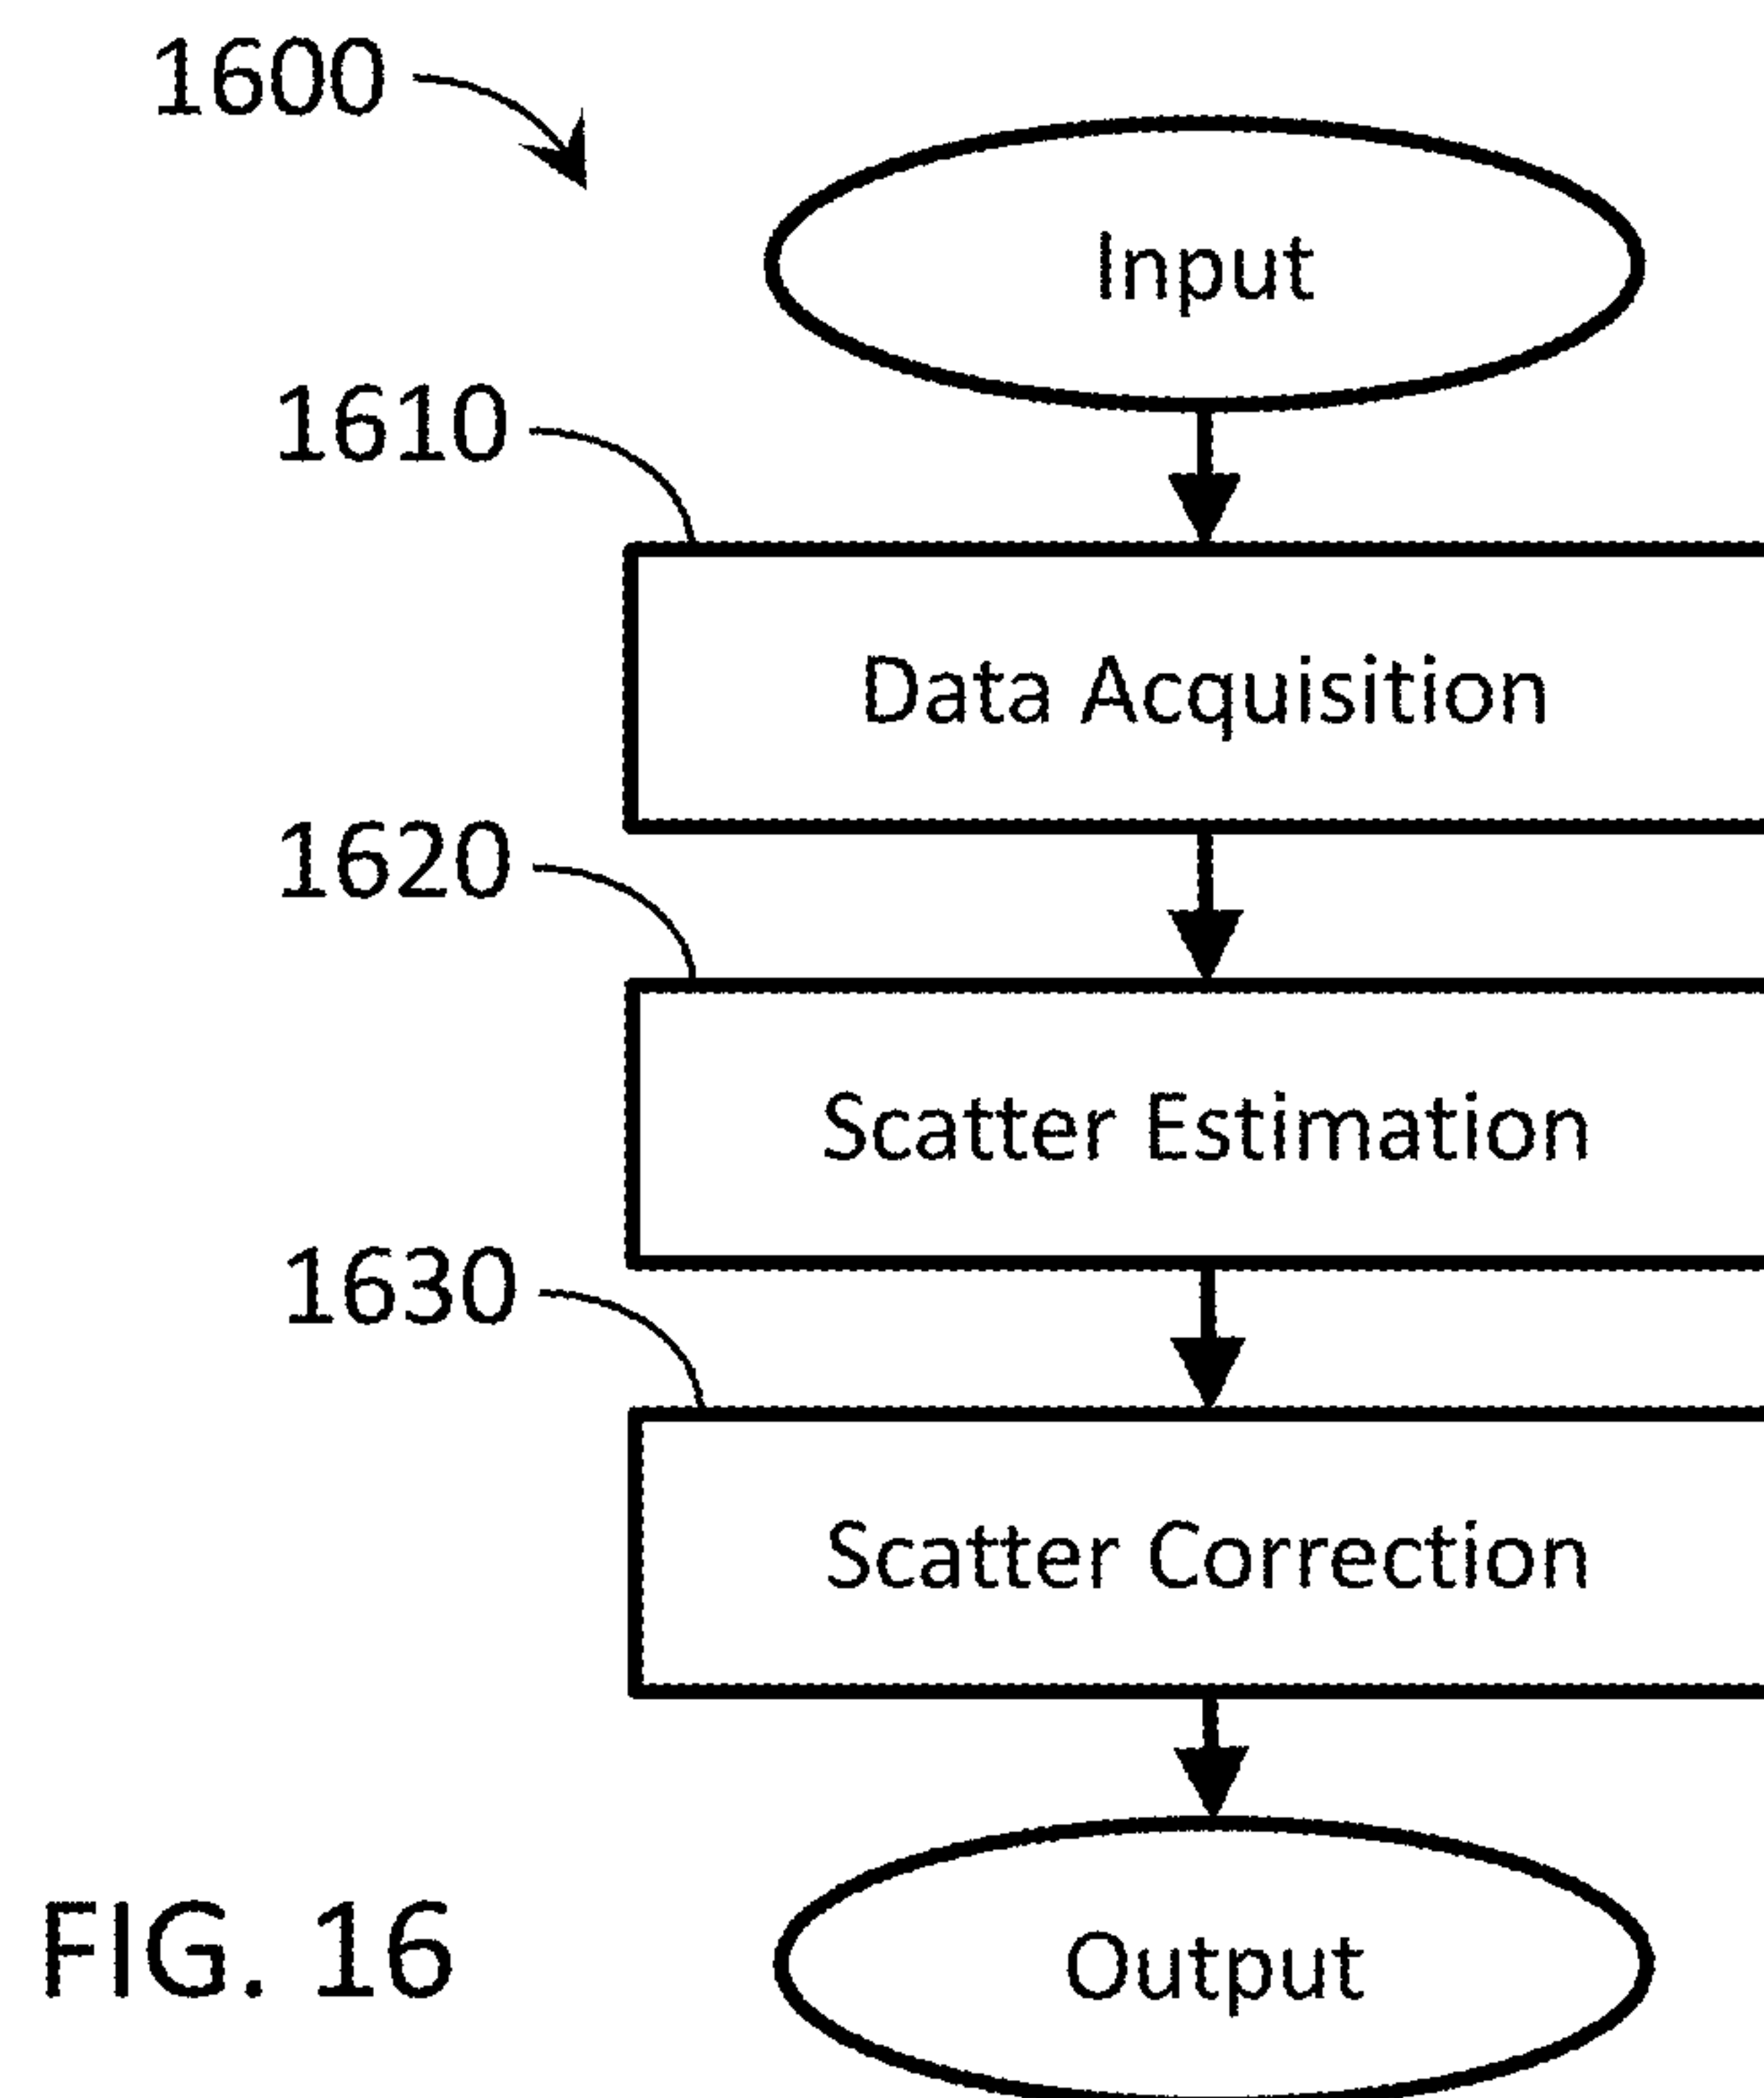 1600
Input
1610
Data Acquisition
1620
Scatter Estimation
1630
Scatter Correction
Output
FIG. 16